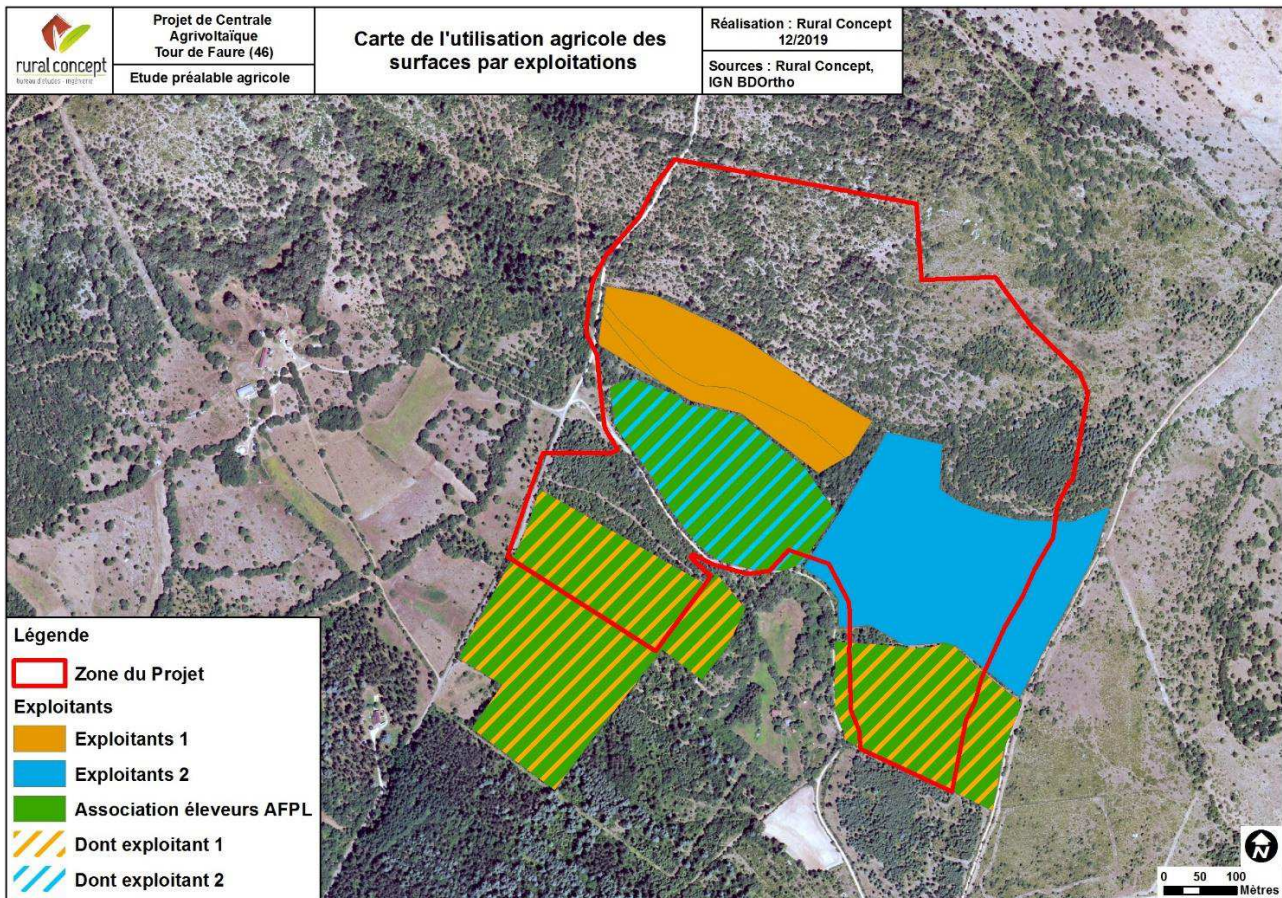 rural concept
bureau d'études - ingénierie
Projet de Centrale
Agrivoltaïque
Tour de Faure (46)
Etude préalable agricole
Carte de l'utilisation agricole des
surfaces par exploitations
Réalisation : Rural Concept
12/2019
Sources : Rural Concept,
IGN BDOrtho
Légende
Zone du Projet
Exploitants
Exploitants 1
Exploitants 2
Association éleveurs AFPL
Dont exploitant 1
Dont exploitant 2
N
0 50 100
Mètres